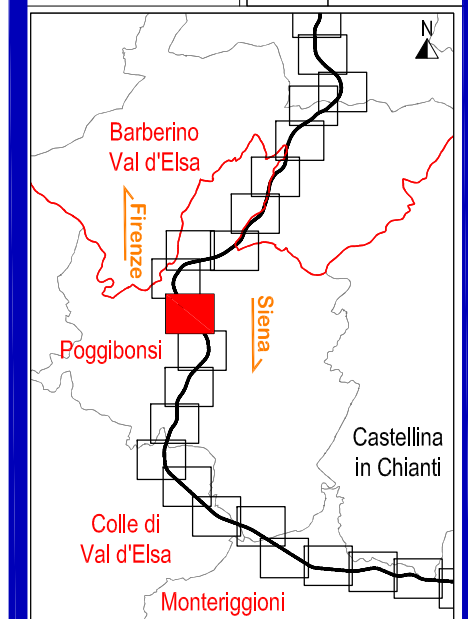 N
Barberino
Val d'Elsa
Firenze
Siena
Poggibonsi
Castellina
in Chianti
Colle di
Val d'Elsa
Monteriggioni